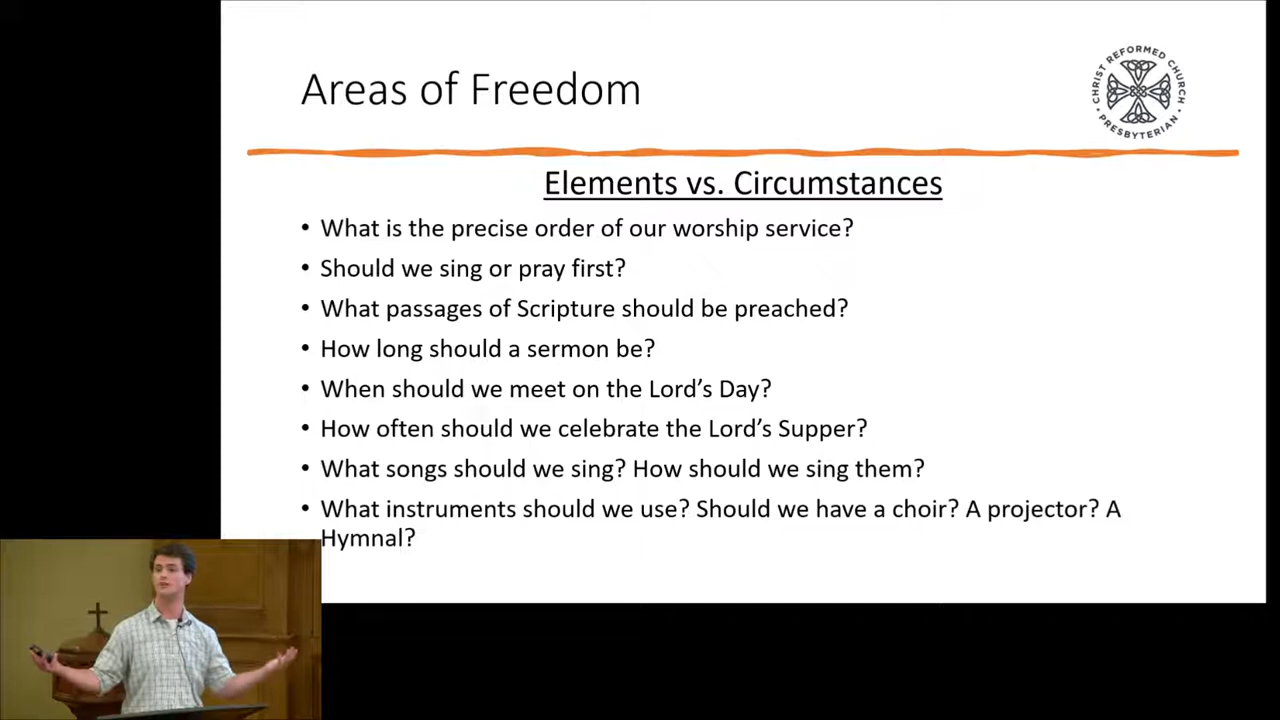 Areas of Freedom
CHRIST REFORMED CHURCH
• PRESBYTERIAN •
Elements vs. Circumstances
• What is the precise order of our worship service?
• Should we sing or pray first?
• What passages of Scripture should be preached?
• How long should a sermon be?
• When should we meet on the Lord’s Day?
• How often should we celebrate the Lord’s Supper?
• What songs should we sing? How should we sing them?
• What instruments should we use? Should we have a choir? A projector? A
Hymnal?